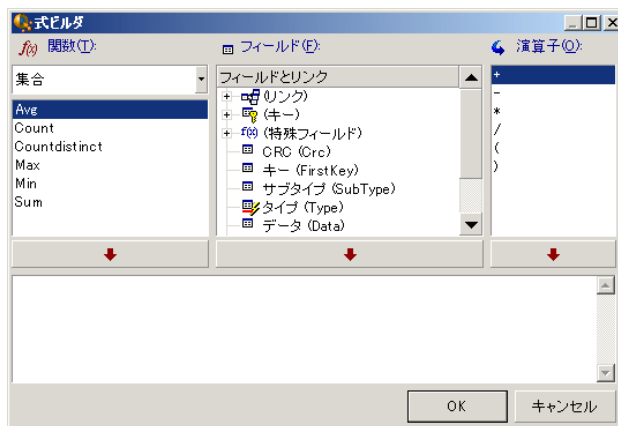 式ビルダ
f(x) 関数(T):
集合
Avg
Count
Countdistinct
Max
Min
Sum
フィールド(F):
フィールドとリンク
(リンク)
(キー)
f(x) (特殊フィールド)
CRC (Crc)
キー (FirstKey)
サブタイプ (SubType)
タイプ (Type)
データ (Data)
演算子(O):
+
-
*
/
(
)
OK
キャンセル